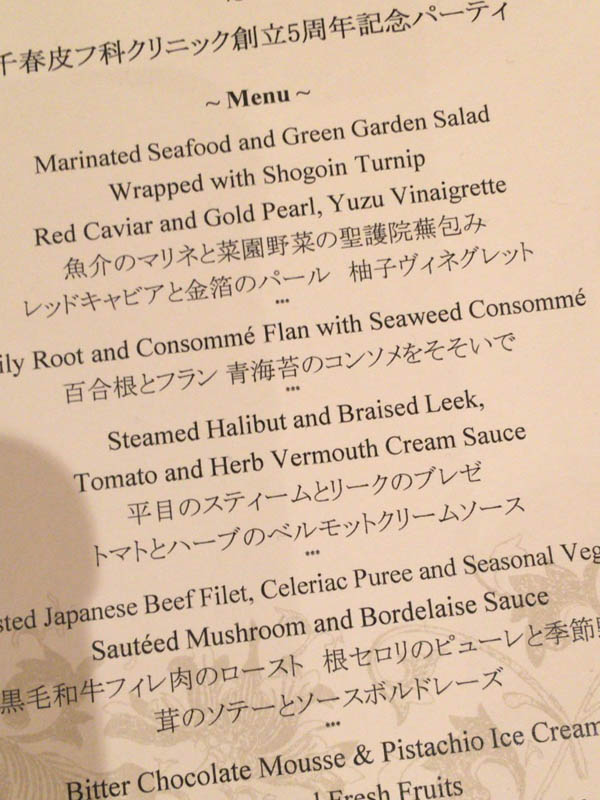 千春皮フ科クリニック創立5周年記念パーティ
~ Menu ~
Marinated Seafood and Green Garden Salad
Wrapped with Shogoin Turnip
Red Caviar and Gold Pearl, Yuzu Vinaigrette
魚介のマリネと菜園野菜の聖護院蕪包み
レッドキャビアと金箔のパール 柚子ヴィネグレット
***
Root and Consommé Flan with Seaweed Consommé
百合根とフラン 青海苔のコンソメをそそいで
***
Steamed Halibut and Braised Leek,
Tomato and Herb Vermouth Cream Sauce
平目のスティームとリークのブレゼ
トマトとハーブのベルモットクリームソース
***
Japanese Beef Filet, Celeriac Puree and Seasonal
Sautéed Mushroom and Bordelaise Sauce
黒毛和牛フィレ肉のロースト 根セロリのピューレと季節
茸のソテーとソースボルドレーズ
***
Bitter Chocolate Mousse & Pistachio Ice Cream
Fresh Fruits